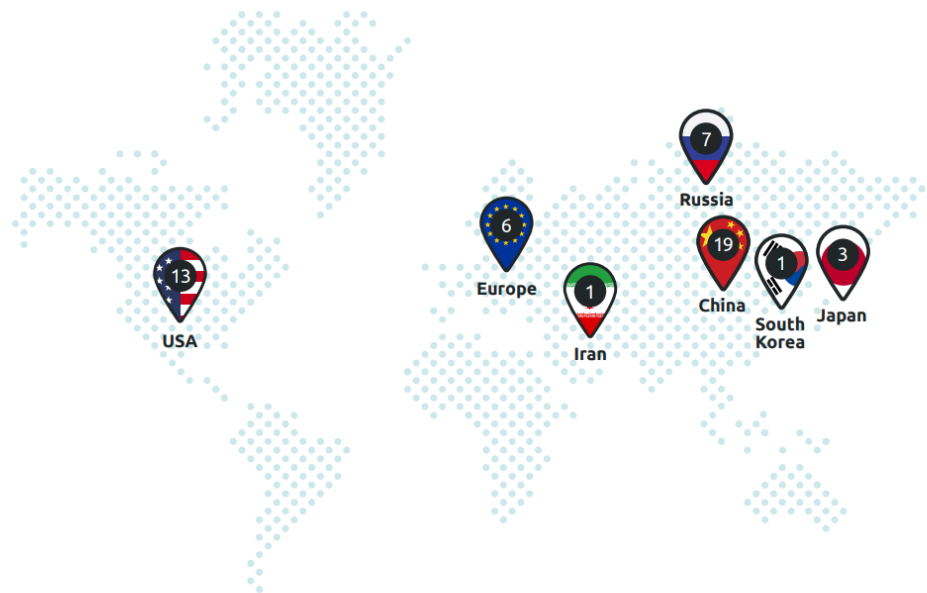 7
Russia
6
Europe
19
China
1
South
Korea
3
Japan
13
USA
1
Iran